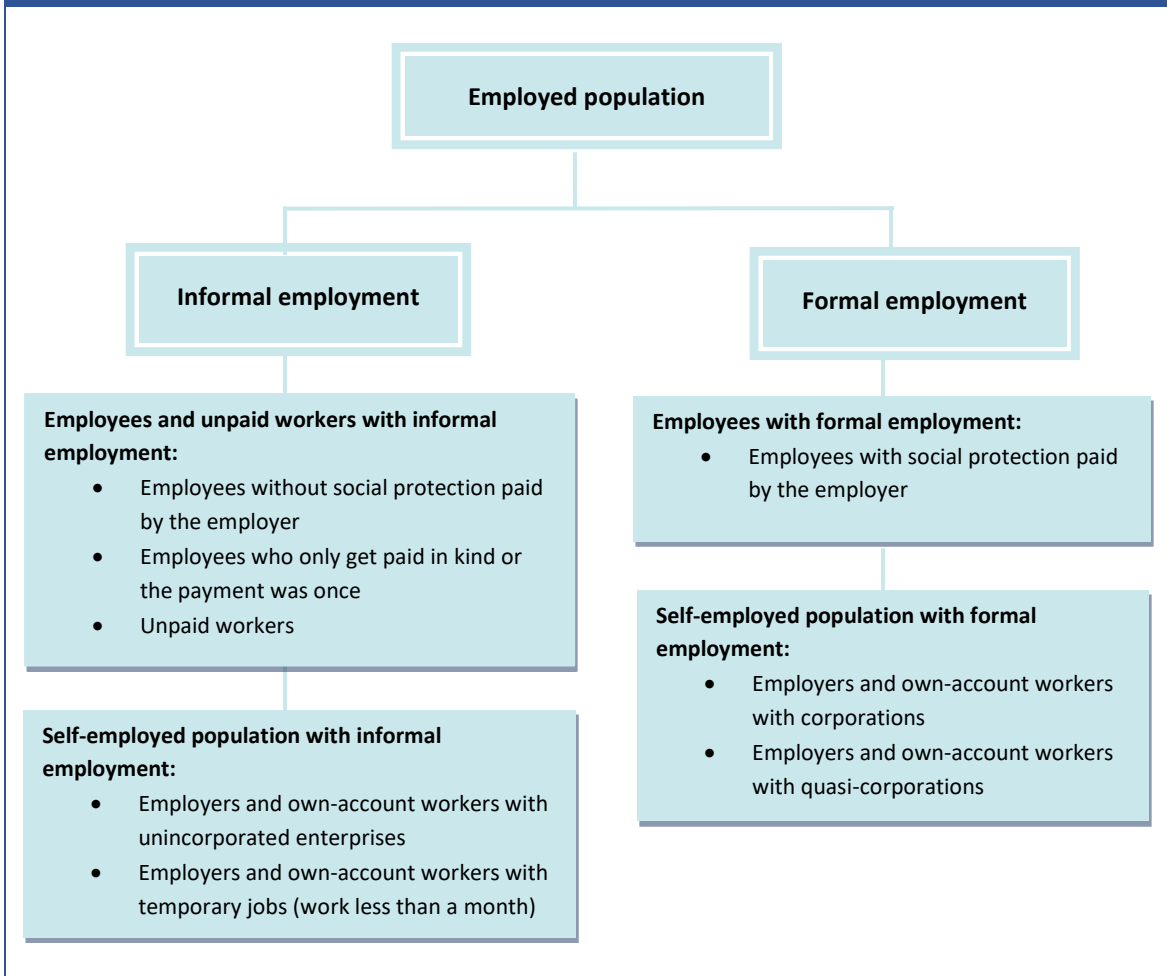 Employed population
Informal employment
Formal employment
Employees and unpaid workers with informal
employment:
• Employees without social protection paid
by the employer
• Employees who only get paid in kind or
the payment was once
• Unpaid workers
Self-employed population with informal
employment:
• Employers and own-account workers with
unincorporated enterprises
• Employers and own-account workers with
temporary jobs (work less than a month)
Employees with formal employment:
• Employees with social protection paid
by the employer
Self-employed population with formal
employment:
• Employers and own-account workers
with corporations
• Employers and own-account workers
with quasi-corporations